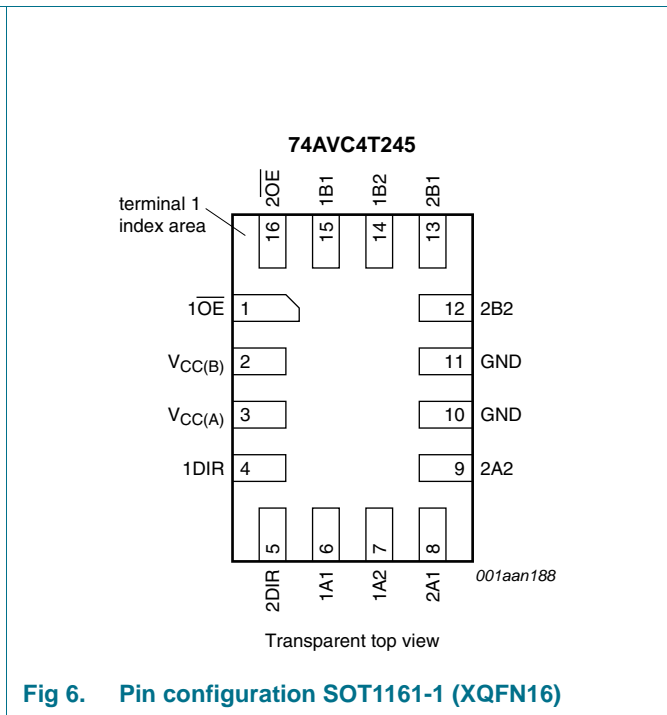 74AVC4T245
terminal 1
index area
2OE
1B1
1B2
2B1
16
15
14
13
1OE 1
12 2B2
VCC(B) 2
11 GND
VCC(A) 3
10 GND
1DIR 4
9 2A2
5
6
7
8
2DIR
1A1
1A2
2A1
001aan188
Transparent top view
Fig 6. Pin configuration SOT1161-1 (XQFN16)